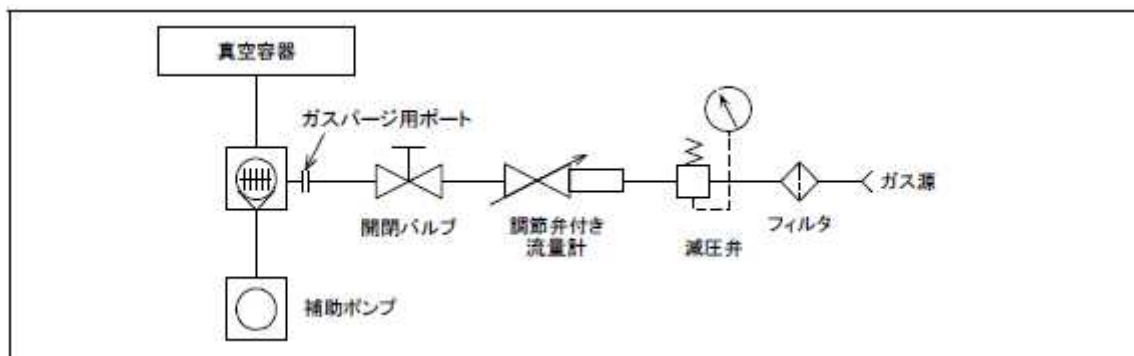 真空容器
ガスパージ用ポート
ガス源
開閉バルブ
調節弁付き
流量計
減圧弁
フィルタ
補助ポンプ